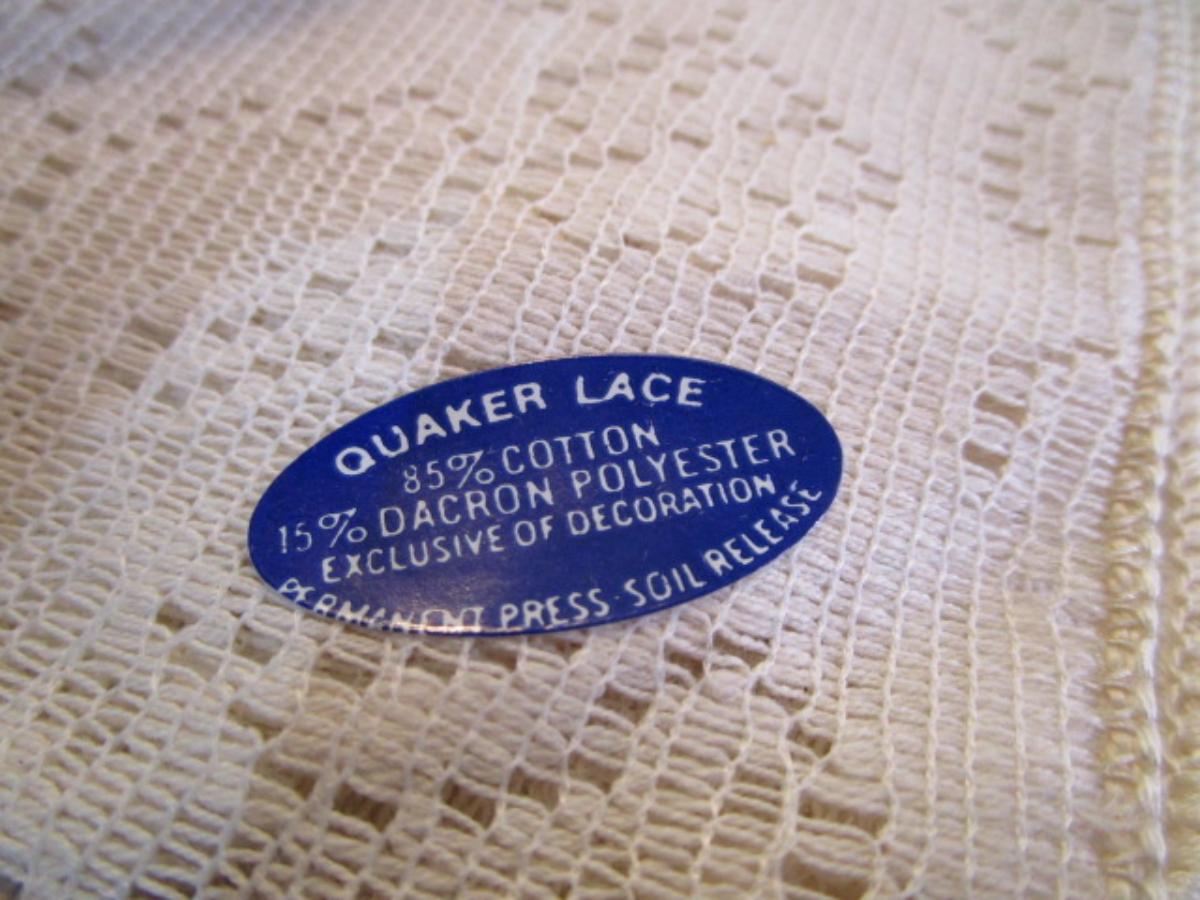 QUAKER LACE
85% COTTON
15% DACRON POLYESTER
EXCLUSIVE OF DECORATION
PERMANENT PRESS · SOIL RELEASE